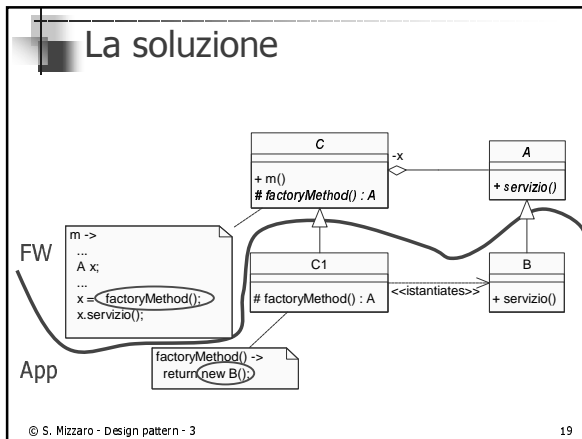 La soluzione
C
+ m()
# factoryMethod() : A
-x
A
+ servizio()
FW
m ->
...
A x;
...
x = factoryMethod();
x.servizio();
C1
# factoryMethod() : A
<<istantiates>>
B
+ servizio()
App
factoryMethod() ->
return new B();
© S. Mizzaro - Design pattern - 3
19